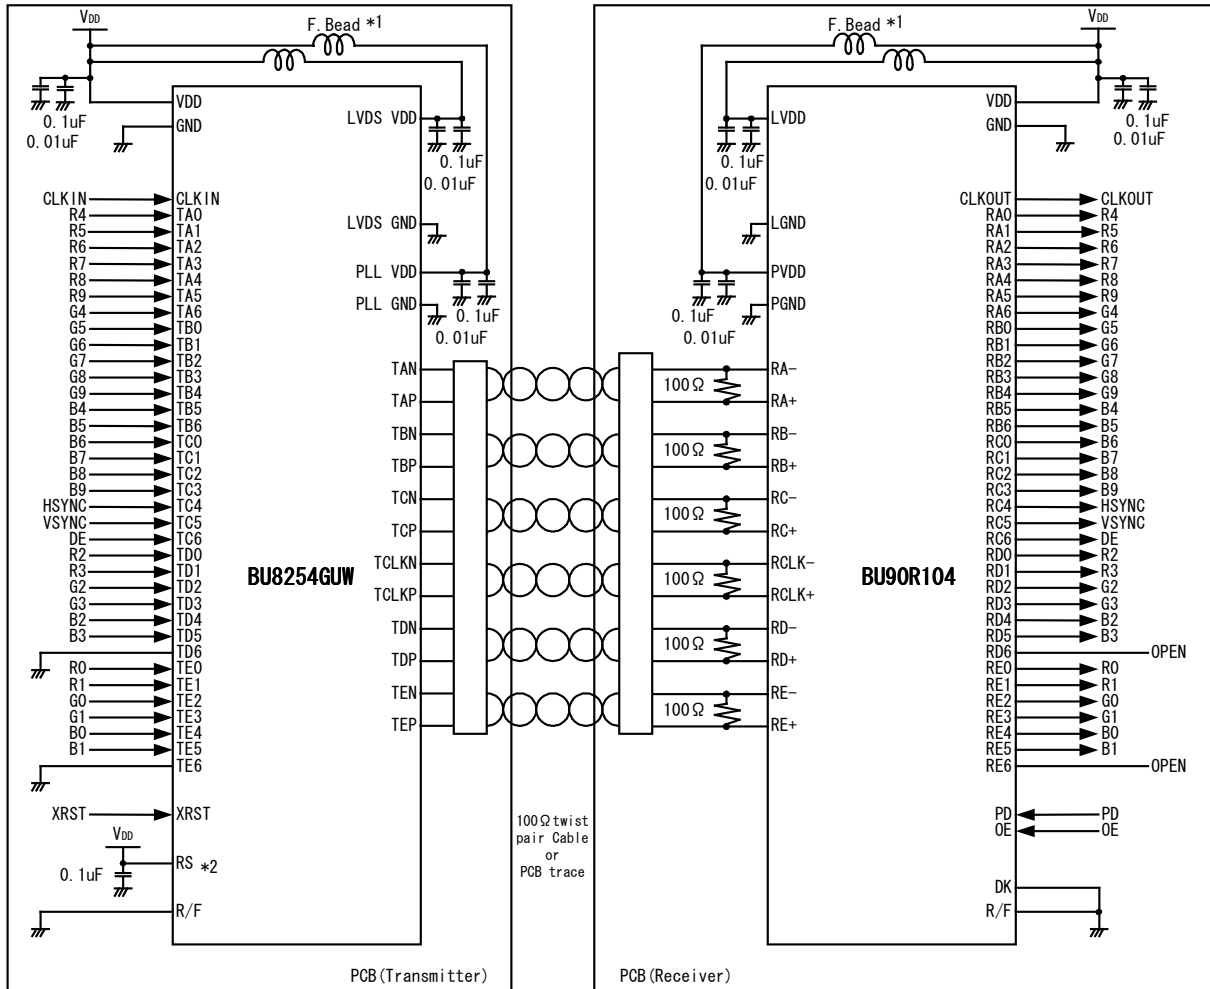 VDD
F. Bead *1
F. Bead *1
VDD
0.1uF
0.01uF
VDD
GND
LVDS VDD
0.1uF
0.01uF
LVDS GND
PLL VDD
PLL GND
0.1uF
0.01uF
LVDD
0.1uF
0.01uF
LGND
PVDD
PGND
0.1uF
0.01uF
VDD
GND
0.1uF
0.01uF
CLKIN CLKIN
R4 TA0
R5 TA1
R6 TA2
R7 TA3
R8 TA4
R9 TA5
G4 TA6
G5 TB0
G6 TB1
G7 TB2
G8 TB3
G9 TB4
B4 TB5
B5 TB6
B6 TC0
B7 TC1
B8 TC2
B9 TC3
HSYNC TC4
VSYNC TC5
DE TC6
R2 TD0
R3 TD1
G2 TD2
G3 TD3
B2 TD4
B3 TD5
TD6
R0 TE0
R1 TE1
G0 TE2
G1 TE3
B0 TE4
B1 TE5
TE6
XRST XRST
VDD
RS *2
0.1uF
R/F
BU8254GUW
TAN
TAP
TBN
TBP
TCN
TCP
TCLKN
TCLKP
TDN
TDP
TEN
TEP
100Ω twist
pair Cable
or
PCB trace
100Ω
100Ω
100Ω
100Ω
100Ω
100Ω
RA-
RA+
RB-
RB+
RC-
RC+
RCLK-
RCLK+
RD-
RD+
RE-
RE+
BU90R104
CLKOUT CLKOUT
RA0 R4
RA1 R5
RA2 R6
RA3 R7
RA4 R8
RA5 R9
RA6 G4
RB0 G5
RB1 G6
RB2 G7
RB3 G8
RB4 G9
RB5 B4
RB6 B5
RC0 B6
RC1 B7
RC2 B8
RC3 B9
RC4 HSYNC
RC5 VSYNC
RC6 DE
RD0 R2
RD1 R3
RD2 G2
RD3 G3
RD4 B2
RD5 B3
RD6 OPEN
RE0 R0
RE1 R1
RE2 G0
RE3 G1
RE4 B0
RE5 B1
RE6 OPEN
PD PD
OE OE
DK
R/F
PCB(Transmitter)
PCB(Receiver)